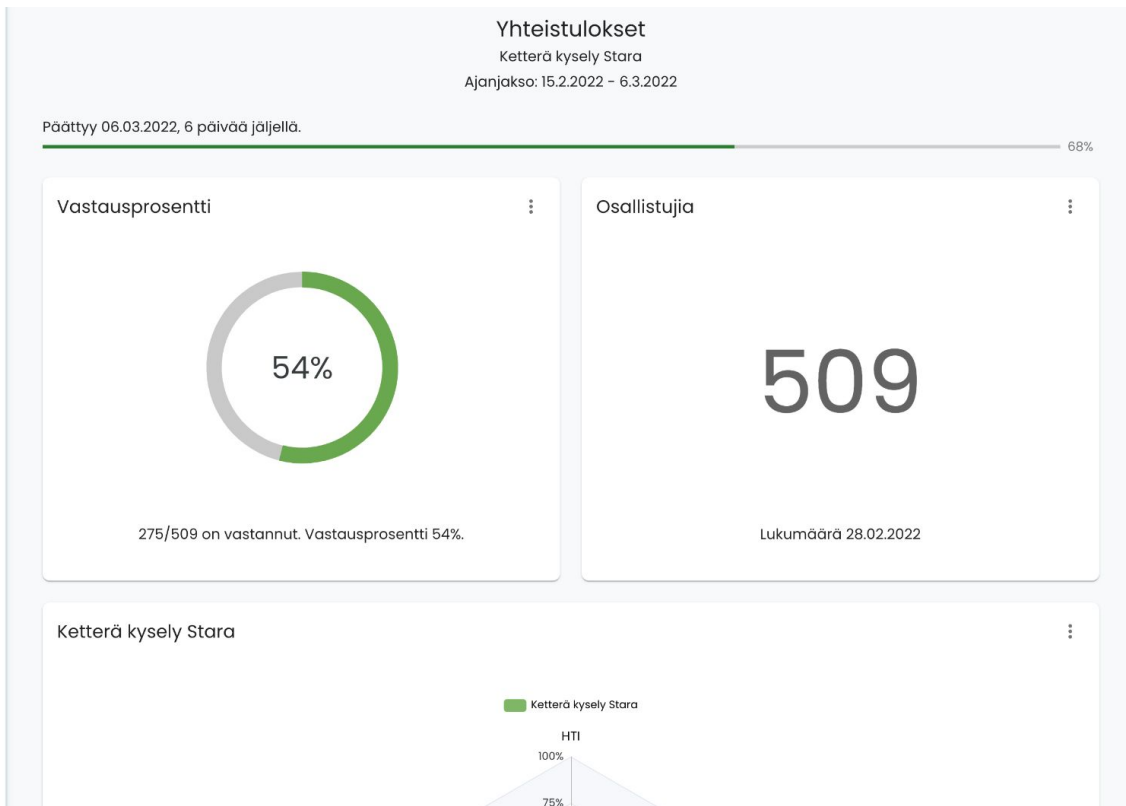 Yhteistulokset
Ketterä kysely Stara
Ajanjakso: 15.2.2022 - 6.3.2022
Päättyy 06.03.2022, 6 päivää jäljellä.
68%
Vastausprosentti
54%
275/509 on vastannut. Vastausprosentti 54%.
Osallistujia
509
Lukumäärä 28.02.2022
Ketterä kysely Stara
Ketterä kysely Stara
HTI
100%
75%